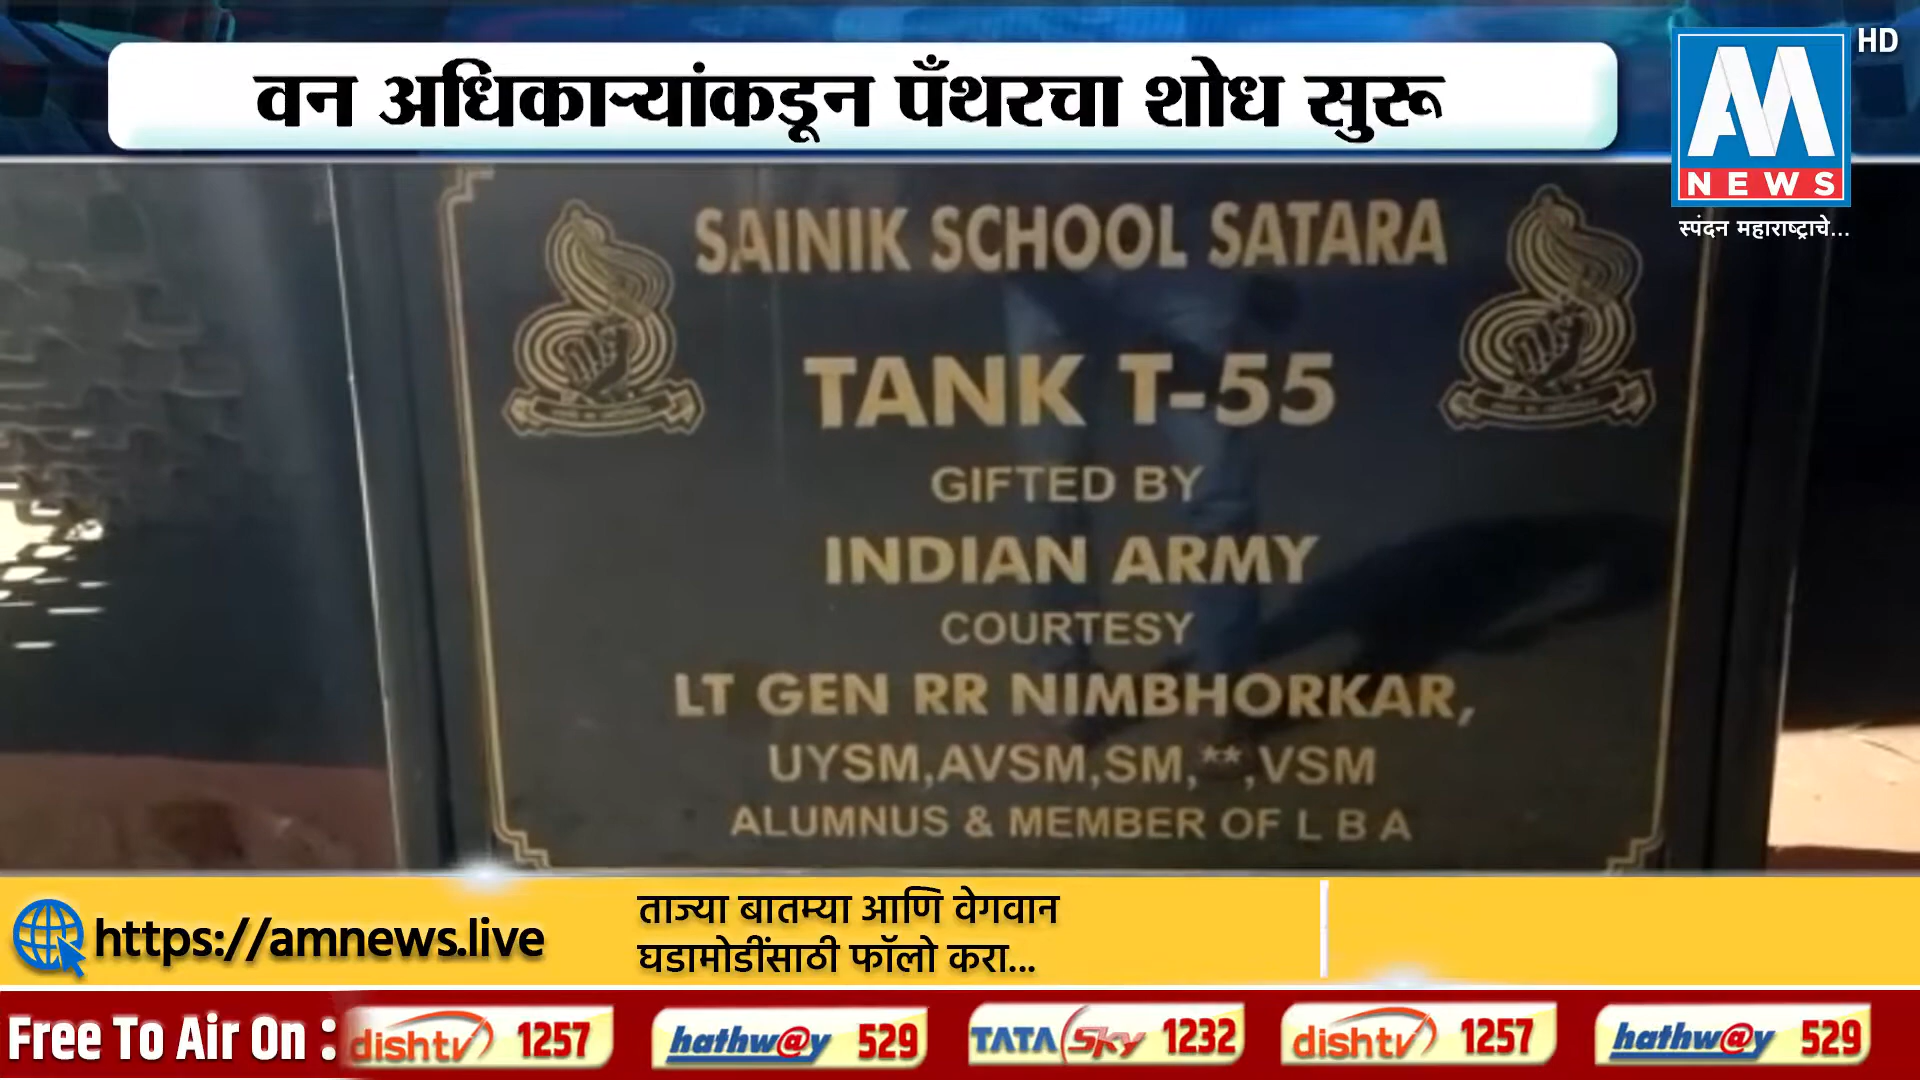 वन अधिकाऱ्यांकडून पँथरचा शोध सुरू
HD
AM
NEWS
स्पंदन महाराष्ट्राचे...
SAINIK SCHOOL SATARA
TANK T-55
GIFTED BY
INDIAN ARMY
COURTESY
LT GEN RR NIMBHORKAR,
UYSM,AVSM,SM,**,VSM
ALUMNUS & MEMBER OF L B A
https://amnews.live
ताज्या बातम्या आणि वेगवान
घडामोडींसाठी फॉलो करा...
Free To Air On : dishtv 1257 hathw@y 529 TATA Sky 1232 dishtv 1257 hathw@y 529